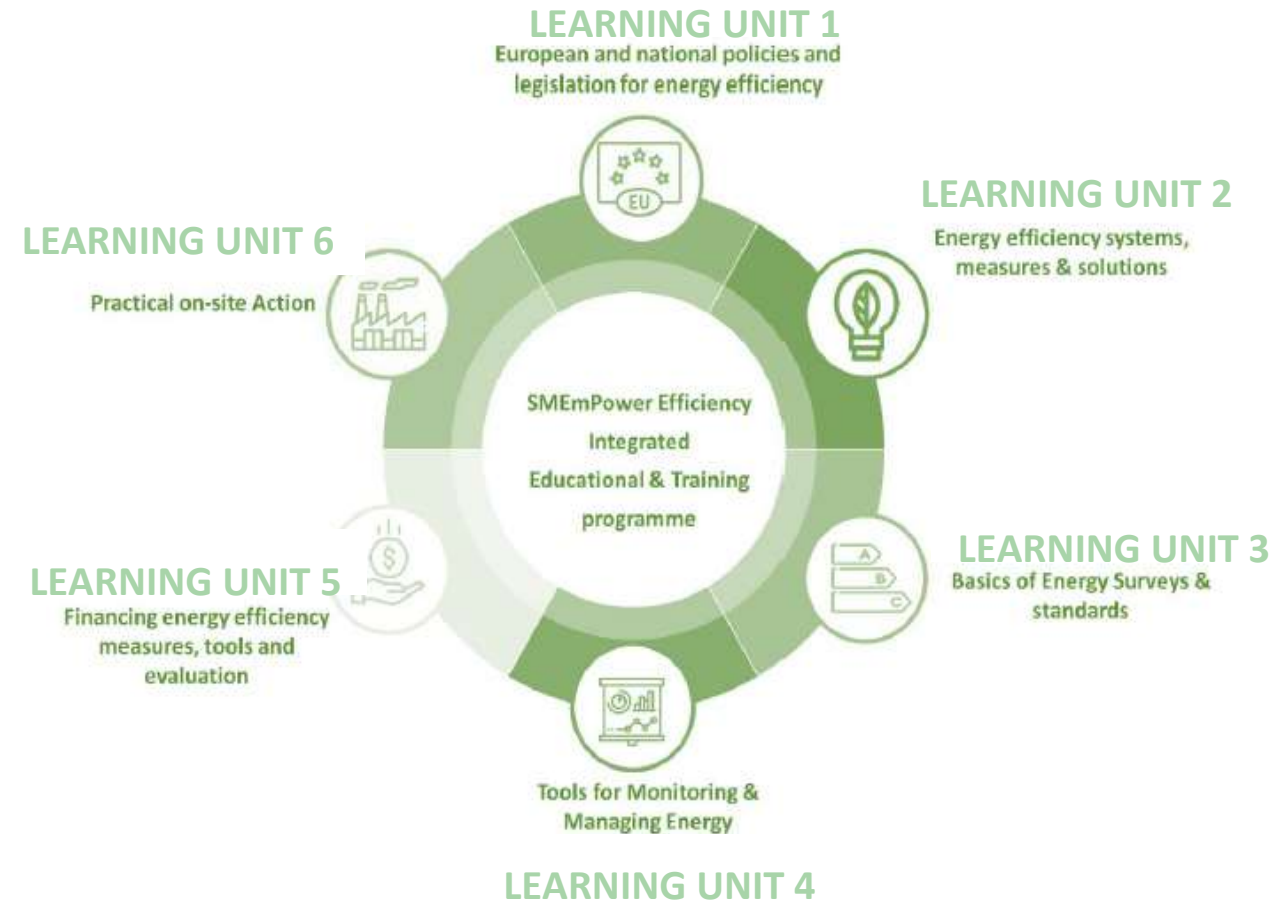 LEARNING UNIT 1
European and national policies and
legislation for energy efficiency
EU
LEARNING UNIT 2
Energy efficiency systems,
measures & solutions
LEARNING UNIT 6
Practical on-site Action
SMEmPower Efficiency
Integrated
Educational & Training
programme
LEARNING UNIT 3
Basics of Energy Surveys &
standards
A
B
C
$
LEARNING UNIT 5
Financing energy efficiency
measures, tools and
evaluation
Tools for Monitoring &
Managing Energy
LEARNING UNIT 4